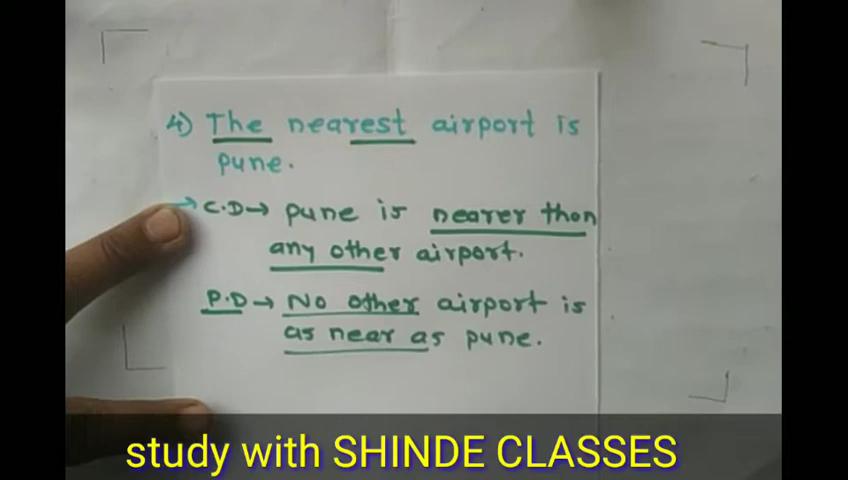 4) The nearest airport is
pune.
→ C.D → pune is nearer than
any other airport.
P.D → No other airport is
as near as pune.
study with SHINDE CLASSES